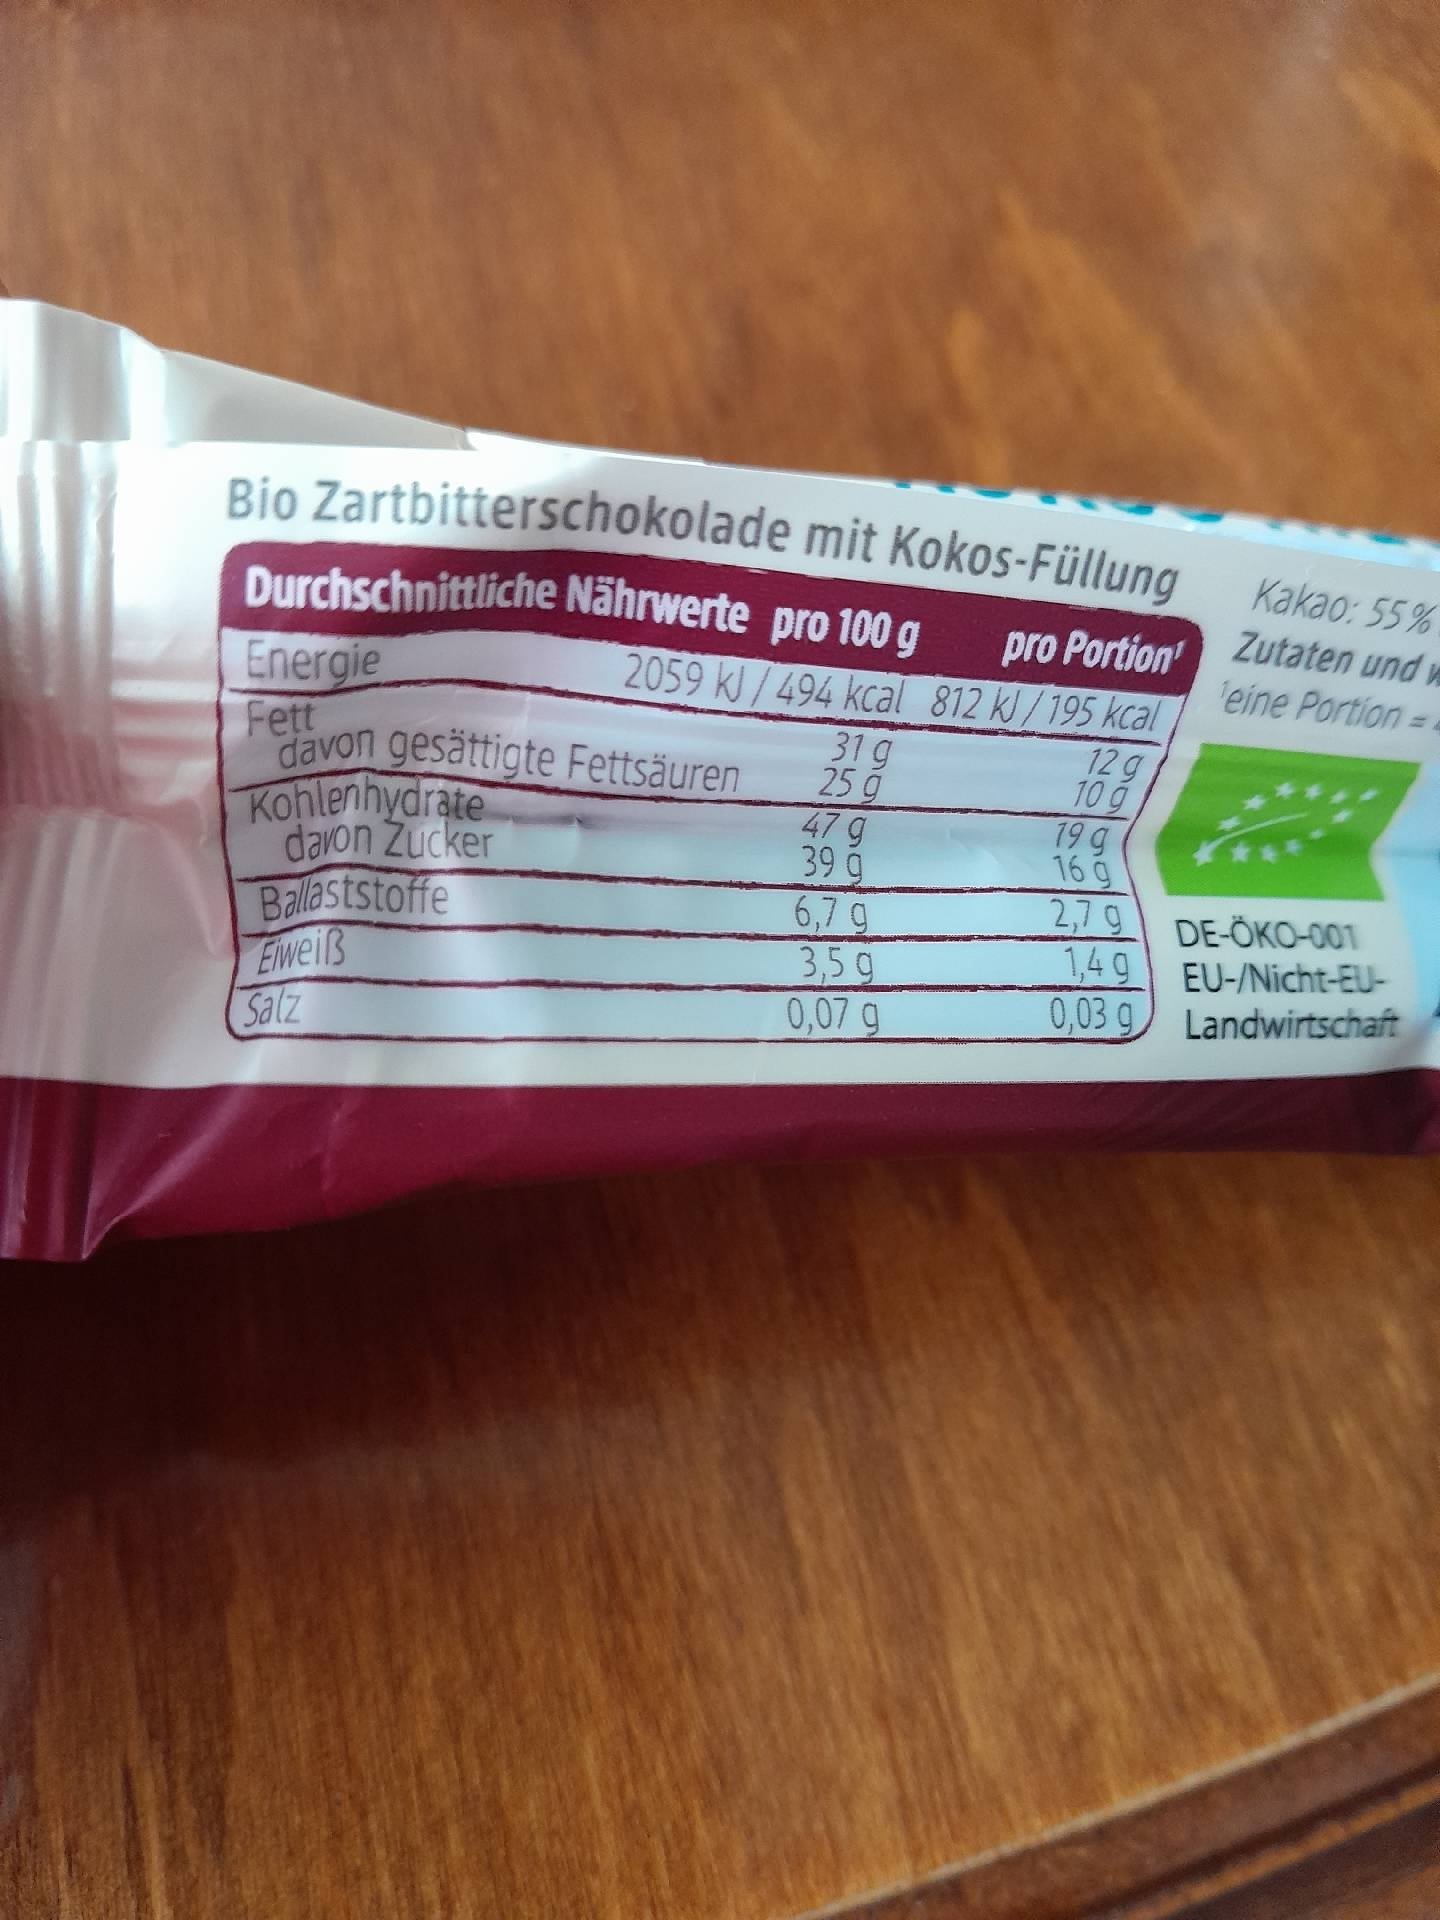 Bio Zartbitterschokolade mit Kokos-Füllung
Durchschnittliche Nährwerte pro 100 g pro Portion¹
Energie 2059 kJ / 494 kcal 812 kJ / 195 kcal
Fett 31 g 12 g
davon gesättigte Fettsäuren 25 g 10 g
Kohlenhydrate 47 g 19 g
davon Zucker 39 g 16 g
Ballaststoffe 6,7 g 2,7 g
Eiweiß 3,5 g 1,4 g
Salz 0,07 g 0,03 g
Kakao: 55%
Zutaten und
¹eine Portion =
DE-ÖKO-001
EU-/Nicht-EU-
Landwirtschaft